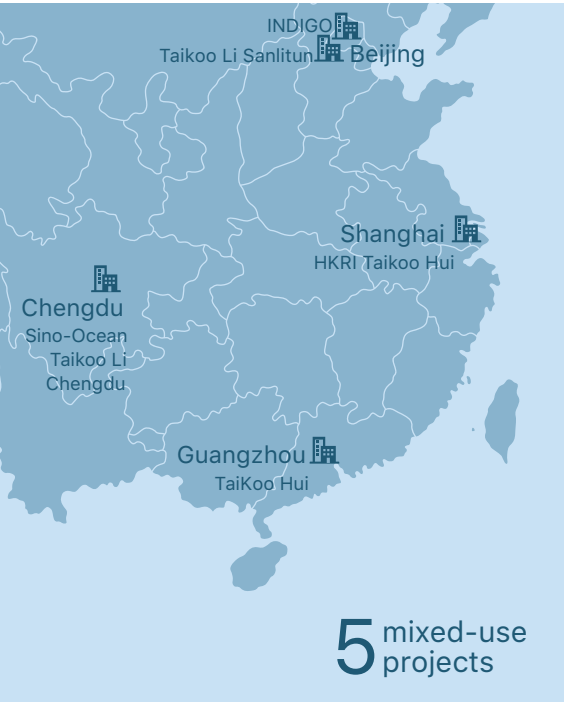 INDIGO
Taikoo Li Sanlitun Beijing
Shanghai
HKRI Taikoo Hui
Chengdu
Sino-Ocean
Taikoo Li
Chengdu
Guangzhou
TaiKoo Hui
5 mixed-use
projects